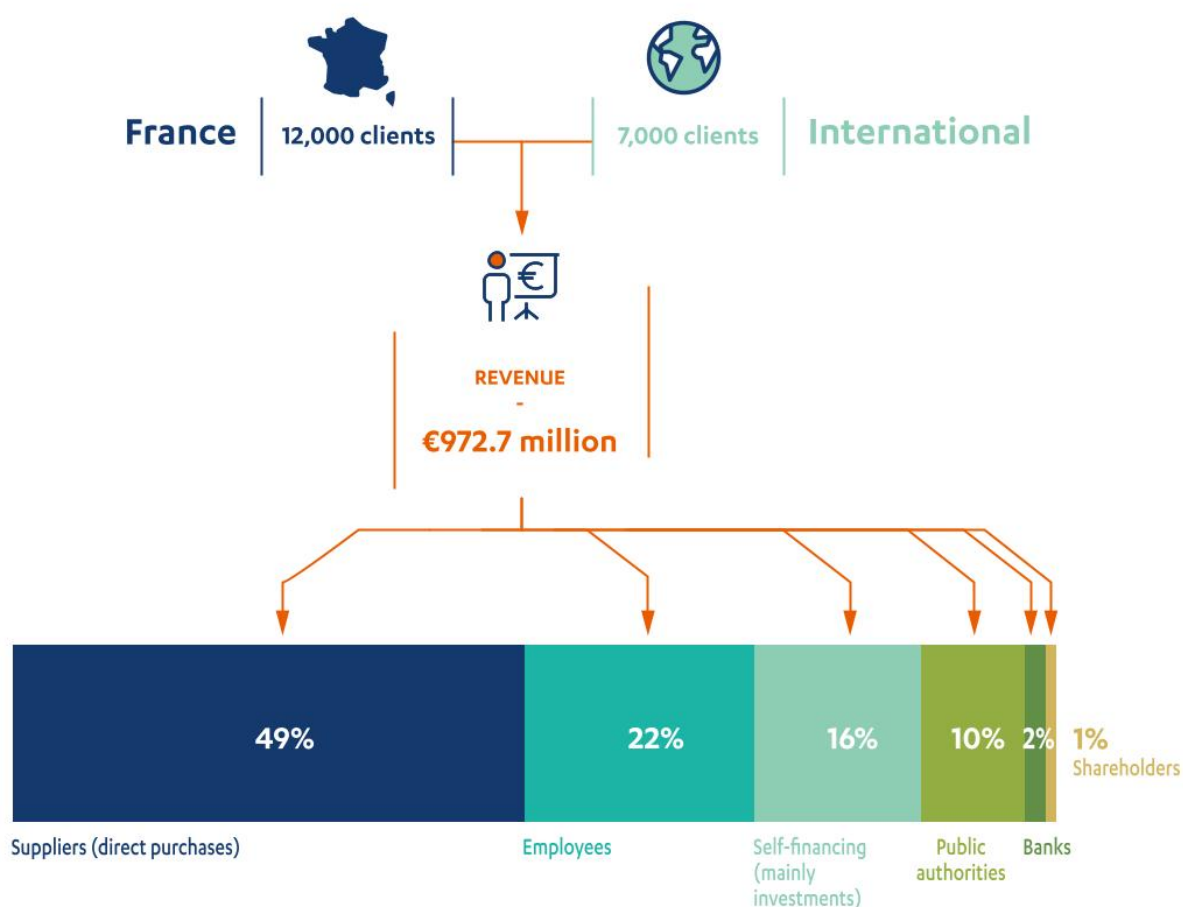 France
12,000 clients
7,000 clients
International
€
REVENUE
-
€972.7 million
49%
22%
16%
10%
2%
1%
Shareholders
Suppliers (direct purchases)
Employees
Self-financing
(mainly
investments)
Public
authorities
Banks